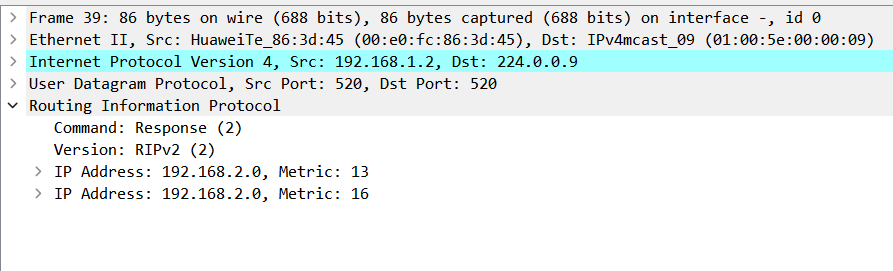 Frame 39: 86 bytes on wire (688 bits), 86 bytes captured (688 bits) on interface -, id 0
Ethernet II, Src: HuaweiTe_86:3d:45 (00:e0:fc:86:3d:45), Dst: IPv4mcast_09 (01:00:5e:00:00:09)
Internet Protocol Version 4, Src: 192.168.1.2, Dst: 224.0.0.9
User Datagram Protocol, Src Port: 520, Dst Port: 520
Routing Information Protocol
Command: Response (2)
Version: RIPv2 (2)
IP Address: 192.168.2.0, Metric: 13
IP Address: 192.168.2.0, Metric: 16